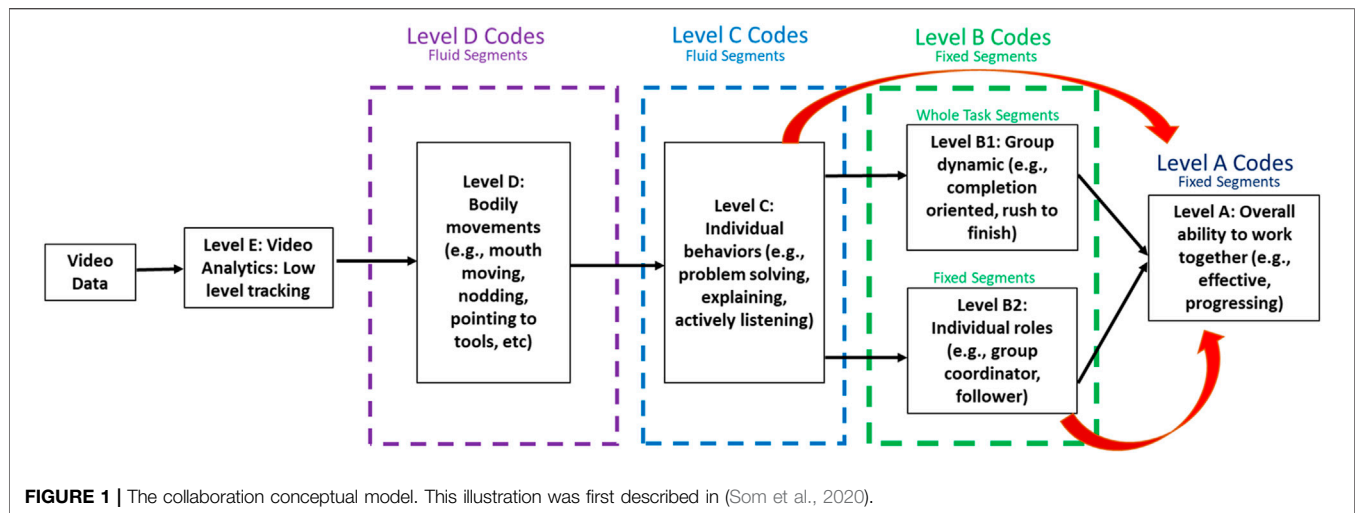 Level D Codes
Fluid Segments
Level C Codes
Fluid Segments
Level B Codes
Fixed Segments
Video
Data
Level E: Video
Analytics: Low
level tracking
Level D:
Bodily
movements
(e.g., mouth
moving,
nodding,
pointing to
tools, etc)
Level C:
Individual
behaviors (e.g.,
problem solving,
explaining,
actively listening)
Whole Task Segments
Level B1: Group
dynamic (e.g.,
completion
oriented, rush to
finish)
Fixed Segments
Level B2:
Individual roles
(e.g., group
coordinator,
follower)
Level A Codes
Fixed Segments
Level A: Overall
ability to work
together (e.g.,
effective,
progressing)
FIGURE 1 | The collaboration conceptual model. This illustration was first described in (Som et al., 2020).